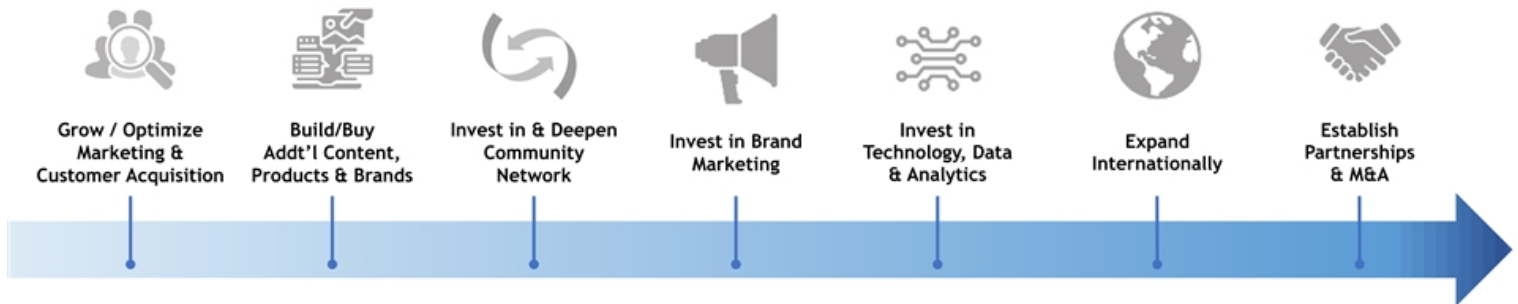 Grow / Optimize
Marketing &
Customer Acquisition
Build/Buy
Addt'l Content,
Products & Brands
Invest in & Deepen
Community
Network
Invest in Brand
Marketing
Invest in
Technology, Data
& Analytics
Expand
Internationally
Establish
Partnerships
& M&A